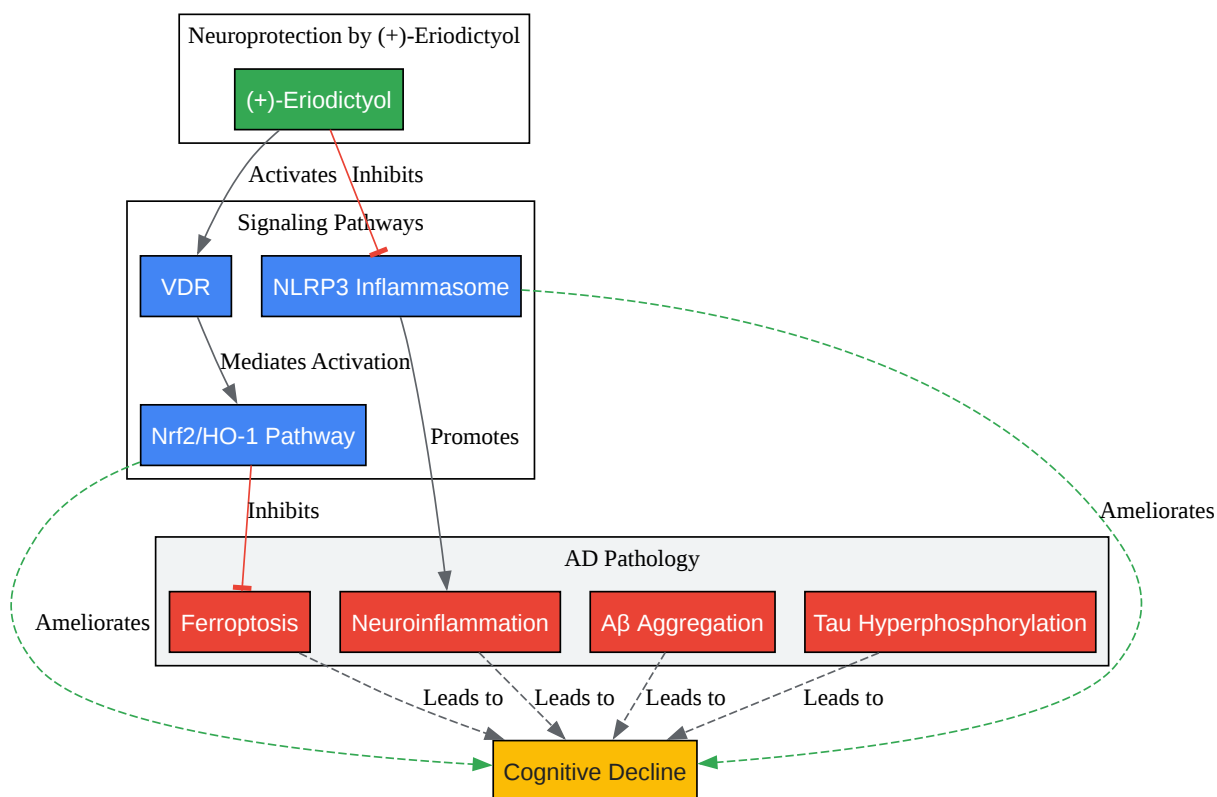 Neuroprotection by (+)-Eriodictyol
(+)-Eriodictyol
Activates
Inhibits
Signaling Pathways
VDR
NLRP3 Inflammasome
Mediates Activation
Nrf2/HO-1 Pathway
Promotes
Inhibits
Ameliorates
AD Pathology
Ferroptosis
Neuroinflammation
Aβ Aggregation
Tau Hyperphosphorylation
Ameliorates
Leads to
Leads to
Leads to
Leads to
Cognitive Decline